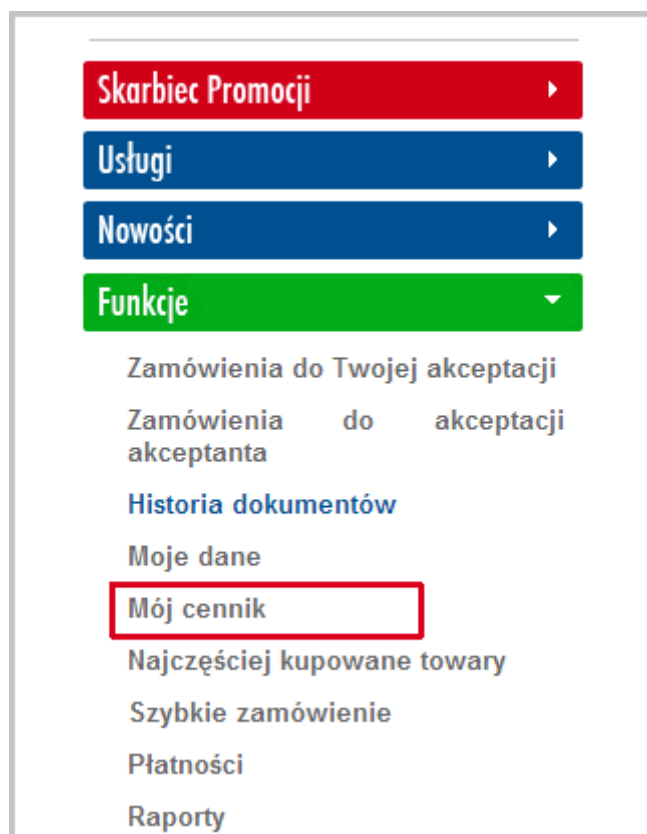 Skarbiec Promocji
Usługi
Nowości
Funkcje
Zamówienia do Twojej akceptacji
Zamówienia do akceptacji
akceptanta
Historia dokumentów
Moje dane
Mój cennik
Najczęściej kupowane towary
Szybkie zamówienie
Płatności
Raporty